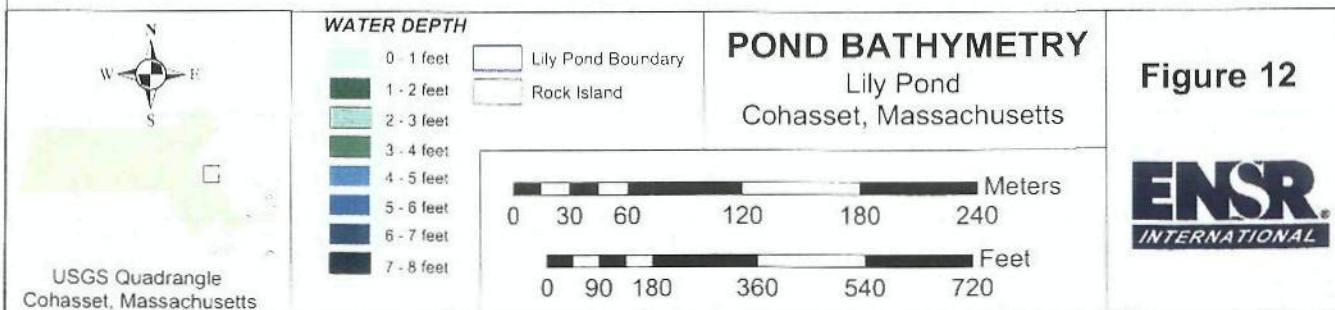 N
W E
S
USGS Quadrangle
Cohasset, Massachusetts
WATER DEPTH
0 - 1 feet
1 - 2 feet
2 - 3 feet
3 - 4 feet
4 - 5 feet
5 - 6 feet
6 - 7 feet
7 - 8 feet
Lily Pond Boundary
Rock Island
POND BATHYMETRY
Lily Pond
Cohasset, Massachusetts
Meters
0 30 60 120 180 240
Feet
0 90 180 360 540 720
Figure 12
ENSR®
INTERNATIONAL